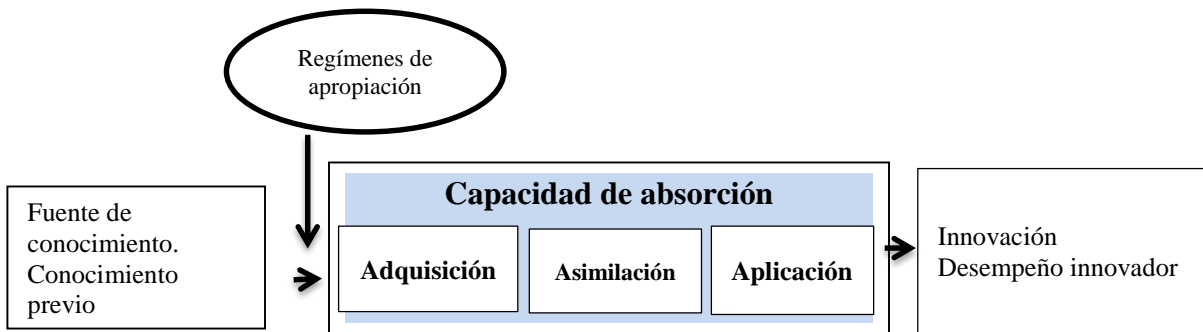 Regímenes de
apropiación
Fuente de
conocimiento.
Conocimiento
previo
Capacidad de absorción
Adquisición
Asimilación
Aplicación
Innovación
Desempeño innovador